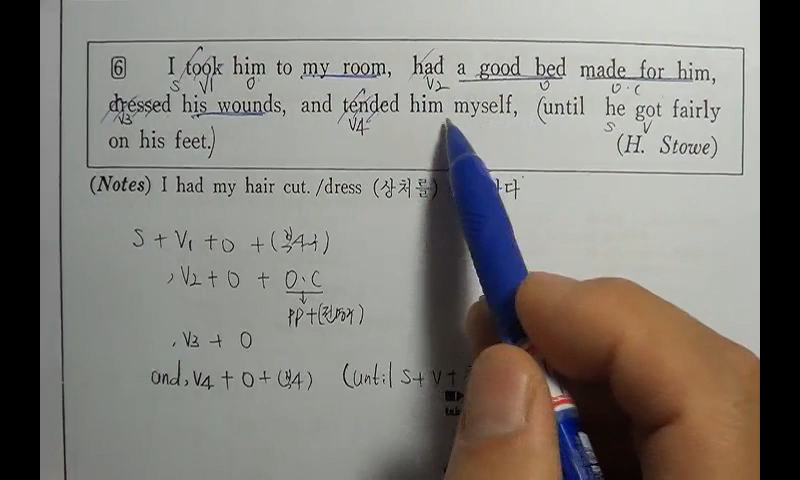 6 I took him to my room, had a good bed made for him,
S V1 O V2 O O·C
dressed his wounds, and tended him myself, (until he got fairly
V3 V4 S V
on his feet.) (H. Stowe)
(Notes) I had my hair cut. /dress (상처를) 다
S + V1 + O + (부사구)
, V2 + O + O·C
↓
PP + (전명구)
, V3 + O
and, V4 + O + (부사) (until S + V +